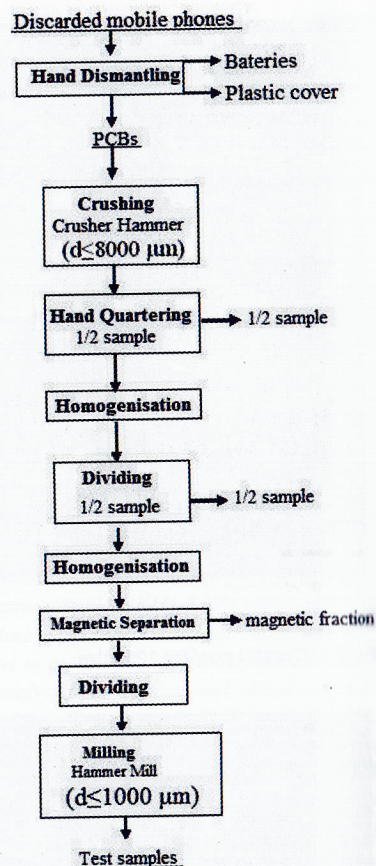 Discarded mobile phones
Hand Dismantling
Bateries
Plastic cover
PCBs
Crushing
Crusher Hammer
(d≤8000 µm)
Hand Quartering
1/2 sample
1/2 sample
Homogenisation
Dividing
1/2 sample
1/2 sample
Homogenisation
Magnetic Separation
magnetic fraction
Dividing
Milling
Hammer Mill
(d≤1000 µm)
Test samples